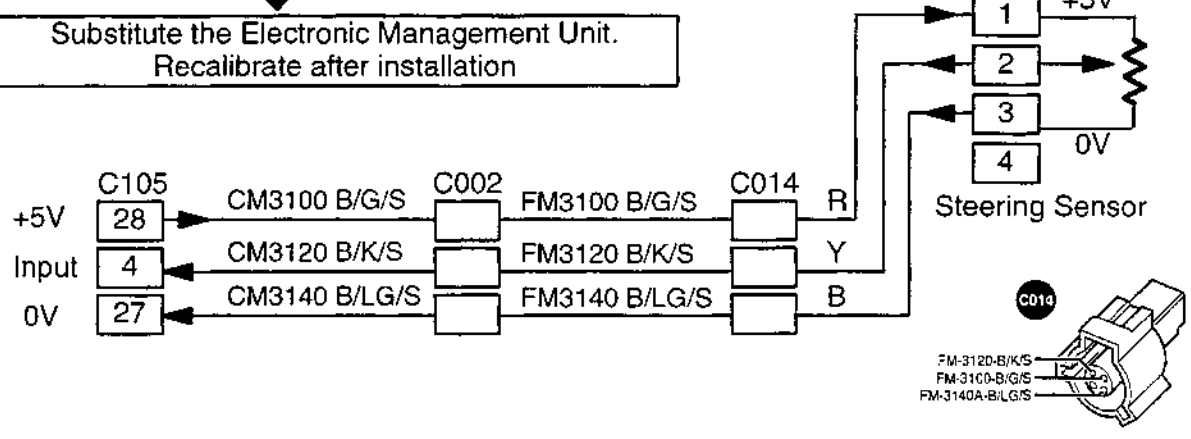 Substitute the Electronic Management Unit.
Recalibrate after installation
1
2
3
0V
4
Steering Sensor
C105
C002
C014
+5V
28
CM3100 B/G/S
FM3100 B/G/S
R
Input
4
CM3120 B/K/S
FM3120 B/K/S
Y
0V
27
CM3140 B/LG/S
FM3140 B/LG/S
B
C014
FM-3120-B/K/S
FM-3100-B/G/S
FM-3140A-B/LG/S